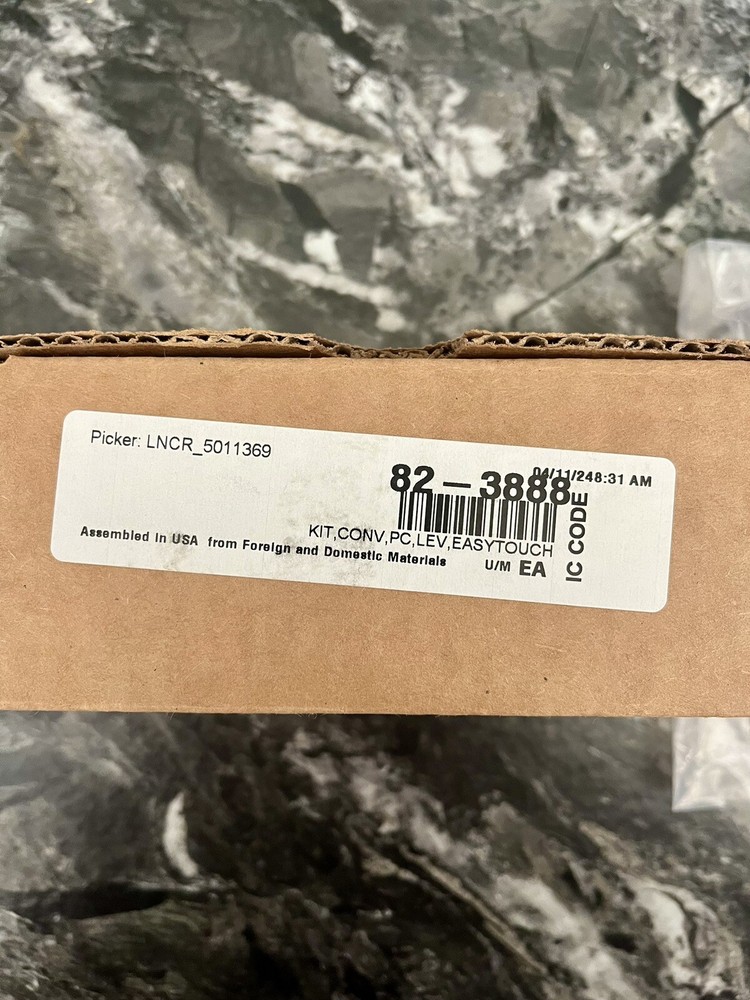 Picker: LNCR_5011369
04/11/24 8:31 AM
82-3888
IC CODE
KIT,CONV,PC,LEV,EASYTOUCH
Assembled in USA from Foreign and Domestic Materials
U/M EA